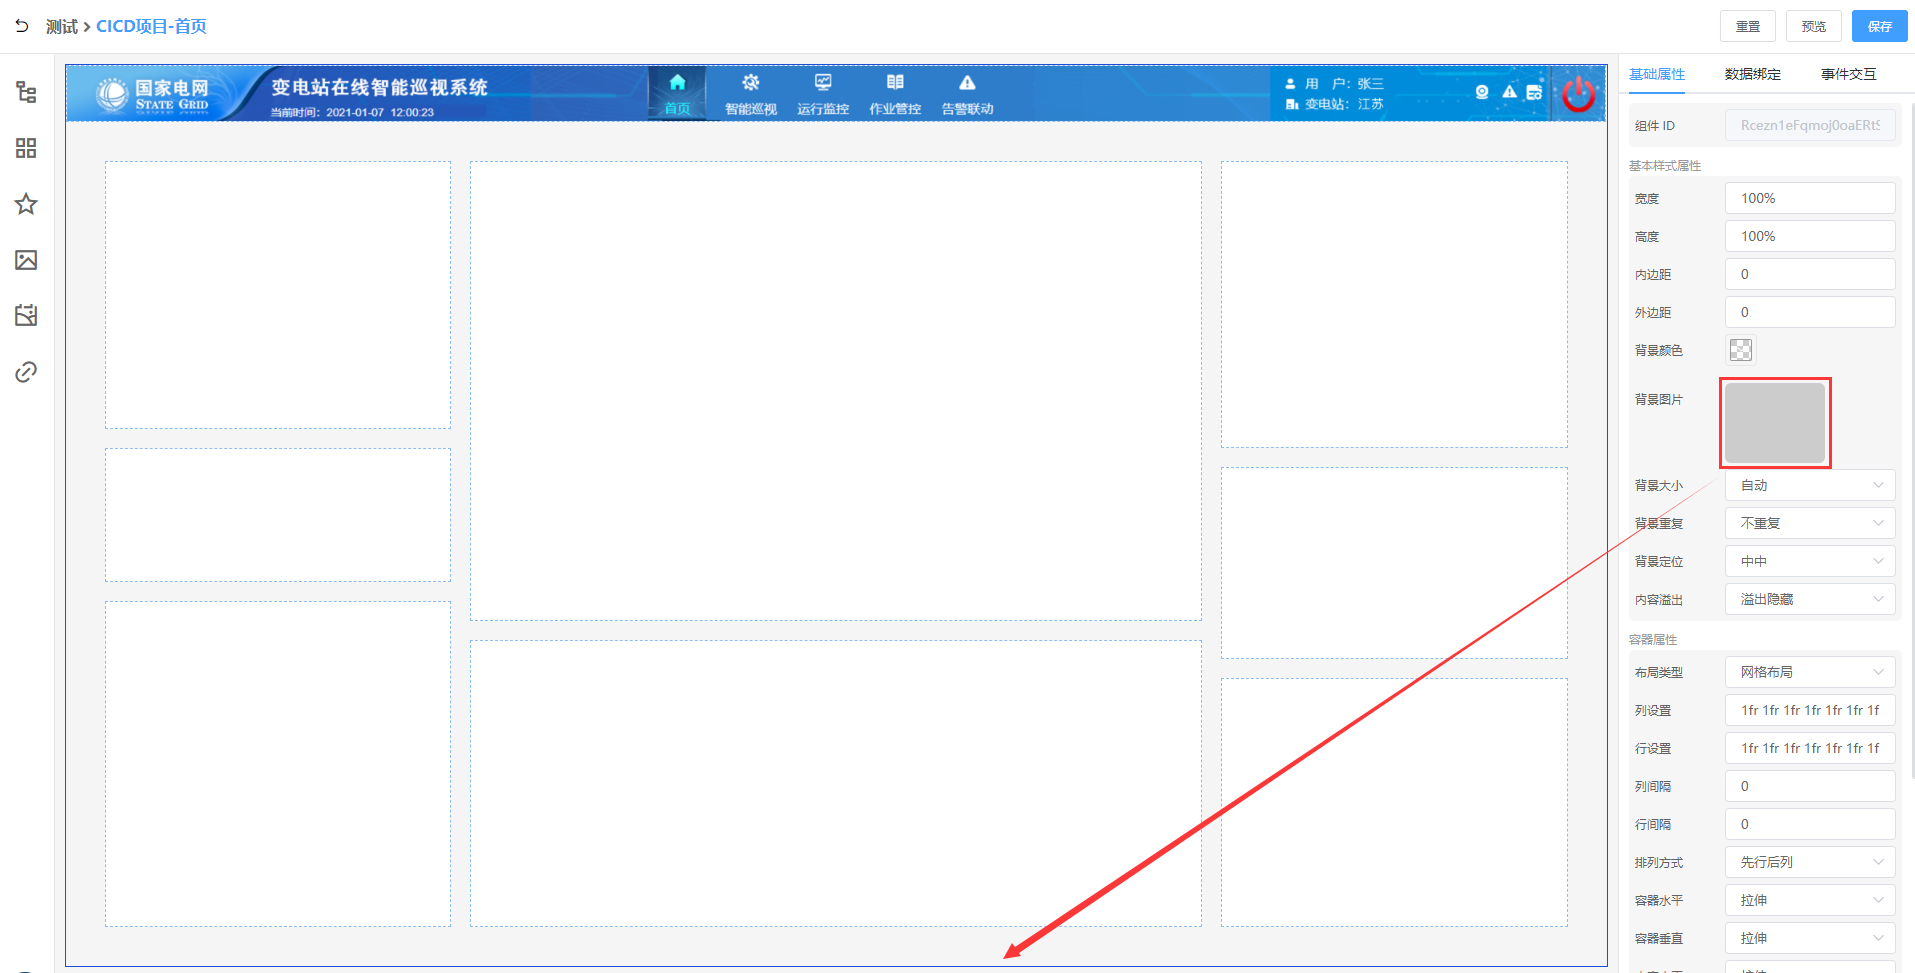 测试 > CICD项目-首页
重置 预览 保存
国家电网
STATE GRID
变电站在线智能巡视系统
当前时间：2021-01-07 12:00:23
首页 智能巡视 运行监控 作业管控 告警联动
用 户：张三
变电站：江苏
基础属性 数据绑定 事件交互
组件 ID Rcezn1eFqmoj0oaERt
基本样式属性
宽度 100%
高度 100%
内边距 0
外边距 0
背景颜色
背景图片
背景大小 自动
背景重复 不重复
背景定位 中中
内容溢出 溢出隐藏
容器属性
布局类型 网格布局
列设置 1fr 1fr 1fr 1fr 1fr 1fr 1f
行设置 1fr 1fr 1fr 1fr 1fr 1fr 1f
列间隔 0
行间隔 0
排列方式 先行后列
容器水平 拉伸
容器垂直 拉伸